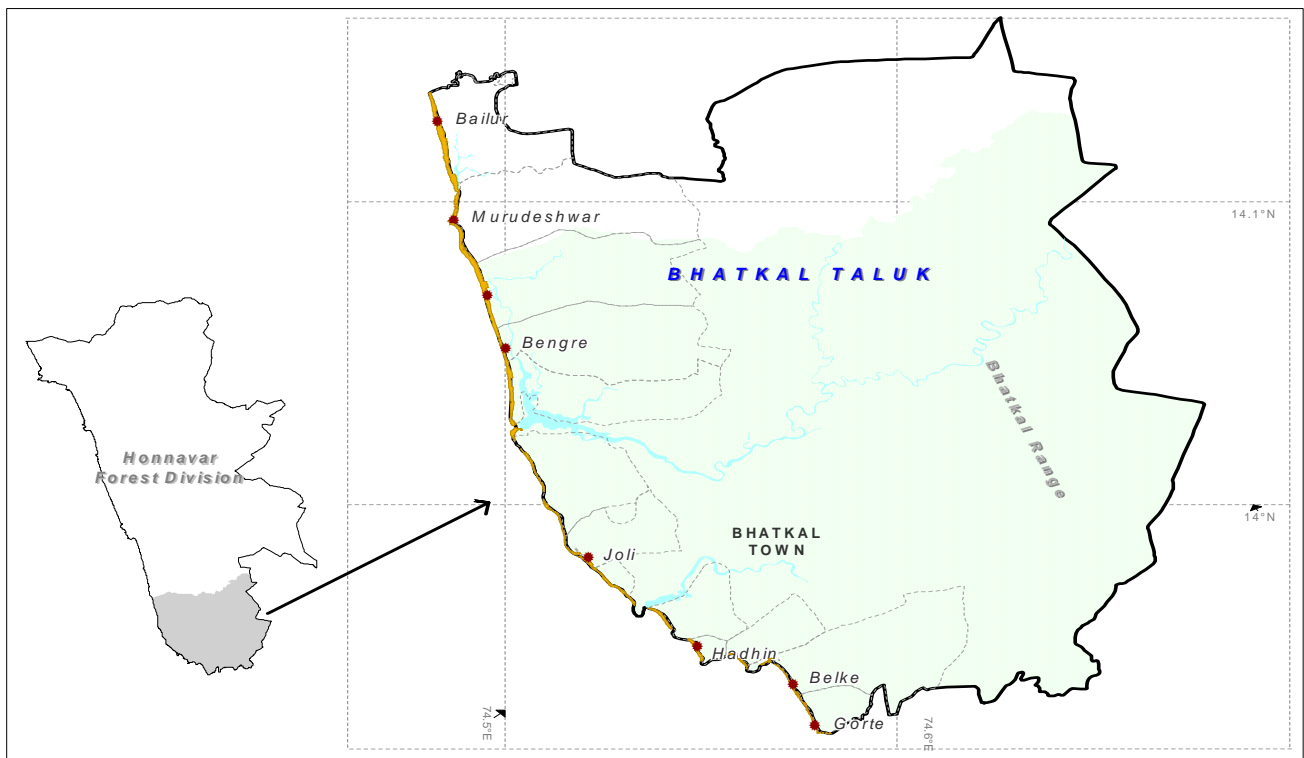 Bailur
Murudeshwar
14.1°N
BHATKAL TALUK
Bengre
Bhatkal Range
Honnavar
Forest Division
14°N
BHATKAL
TOWN
Joli
Hadhin
Belke
Gorte
74.5°E
74.6°E